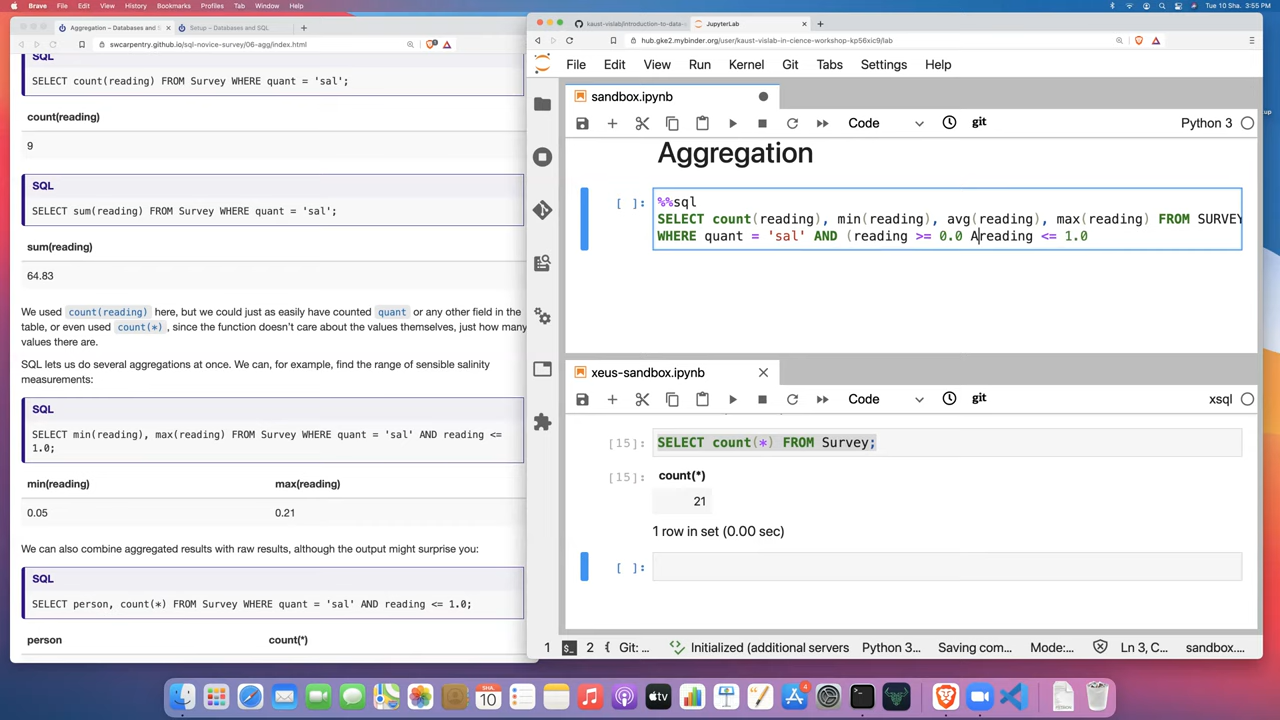 Brave File Edit View History Bookmarks Profiles Tab Window Help
Tue 10 Sha. 3:55 PM
Aggregation – Databases and S
Setup – Databases and SQL
swcarpentry.github.io/sql-novice-survey/06-agg/index.html
SQL
SELECT count(reading) FROM Survey WHERE quant = 'sal';
count(reading)
9
SQL
SELECT sum(reading) FROM Survey WHERE quant = 'sal';
sum(reading)
64.83
We used count(reading) here, but we could just as easily have counted quant or any other field in the
table, or even used count(*) , since the function doesn't care about the values themselves, just how many
values there are.
SQL lets us do several aggregations at once. We can, for example, find the range of sensible salinity
measurements:
SQL
SELECT min(reading), max(reading) FROM Survey WHERE quant = 'sal' AND reading <=
1.0;
min(reading) max(reading)
0.05 0.21
We can also combine aggregated results with raw results, although the output might surprise you:
SQL
SELECT person, count(*) FROM Survey WHERE quant = 'sal' AND reading <= 1.0;
person count(*)
kaust-vislab/introduction-to-data-
JupyterLab
hub.gke2.mybinder.org/user/kaust-vislab-in-cience-workshop-kp56xic9/lab
File Edit View Run Kernel Git Tabs Settings Help
sandbox.ipynb
Code git Python 3
Aggregation
[ ]: %%sql
SELECT count(reading), min(reading), avg(reading), max(reading) FROM SURVEY
WHERE quant = 'sal' AND (reading >= 0.0 Areading <= 1.0
xeus-sandbox.ipynb
Code git xsql
[15] SELECT count(*) FROM Survey;
[15] count(*)
21
1 row in set (0.00 sec)
[ ]:
1 $_ 2 Git: … Initialized (additional servers Python 3… Saving com… Mode:… Ln 3, C… sandbox.…
SHA.
10
4